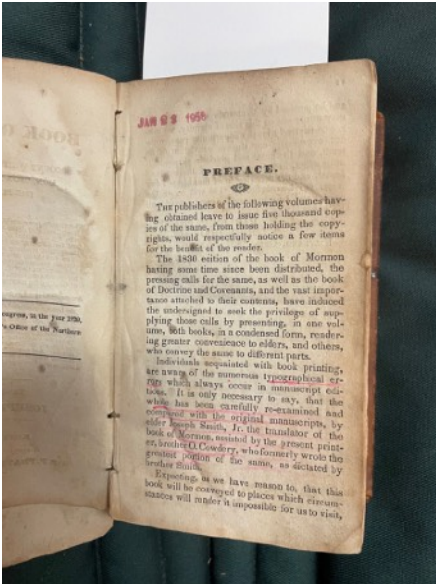 BOOK O
ongress, in the year 1830,
's Office of the Northern
JAN 23 1956
PREFACE.
THE publishers of the following volumes hav-
ing obtained leave to issue five thousand cop-
ies of the same, from those holding the copy-
rights, would respectfully notice a few items
for the benefit of the reader.
The 1830 edition of the book of Mormon
having some time since been distributed, the
pressing calls for the same, as well as the book
of Doctrine and Covenants, and the vast impor-
tance attached to their contents, have induced
the undersigned to seek the privilege of sup-
plying those calls by presenting, in one vol-
ume, both books, in a condensed form, render-
ing greater convenience to elders, and others,
who convey the same to different parts.
Individuals acquainted with book printing,
are aware of the numerous typographical er-
rors which always occur in manuscript edi-
tions. It is only necessary to say, that the
whole has been carefully re-examined and
compared with the original manuscripts, by
elder Joseph Smith, Jr. the translator of the
book of Mormon, assisted by the present print-
er, brother O. Cowdery, who formerly wrote the
greatest portion of the same, as dictated by
brother Smith.
Expecting, as we have reason to, that this
book will be conveyed to places which circum-
stances will render it impossible for us to visit,